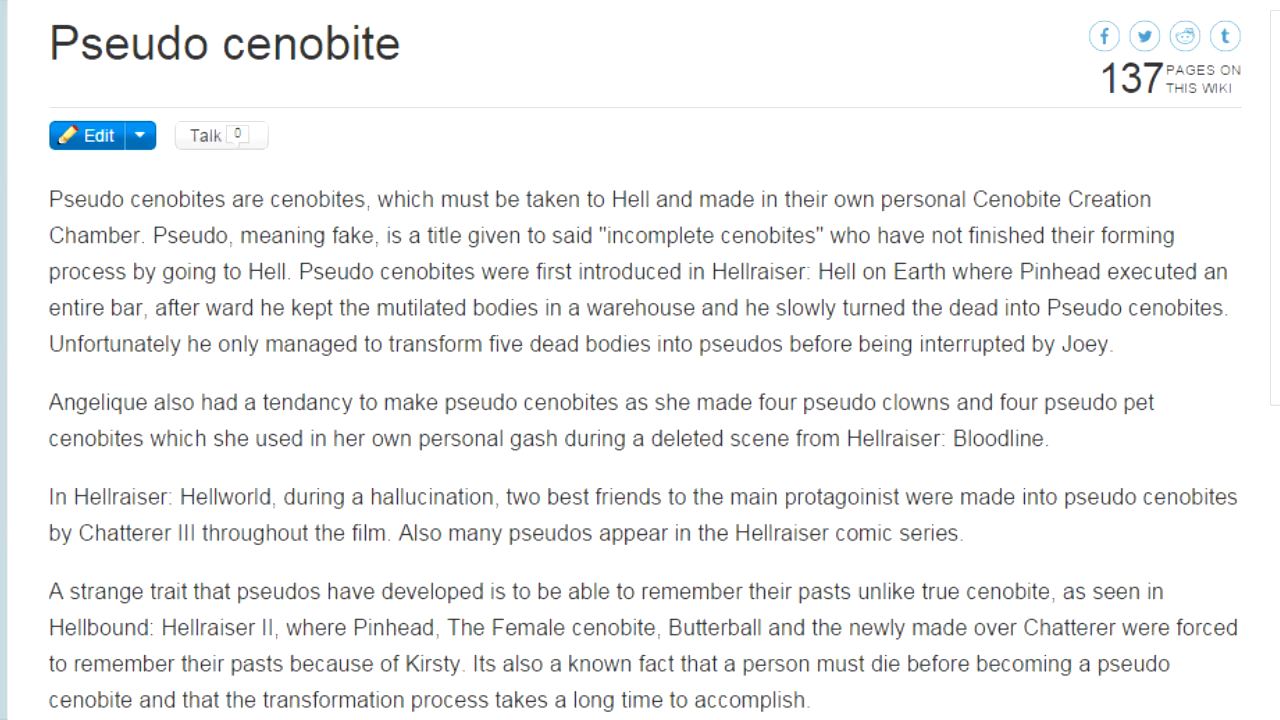 Pseudo cenobite
137 PAGES ON
THIS WIKI
Edit
Talk 0
Pseudo cenobites are cenobites, which must be taken to Hell and made in their own personal Cenobite Creation
Chamber. Pseudo, meaning fake, is a title given to said "incomplete cenobites" who have not finished their forming
process by going to Hell. Pseudo cenobites were first introduced in Hellraiser: Hell on Earth where Pinhead executed an
entire bar, after ward he kept the mutilated bodies in a warehouse and he slowly turned the dead into Pseudo cenobites.
Unfortunately he only managed to transform five dead bodies into pseudos before being interrupted by Joey.
Angelique also had a tendancy to make pseudo cenobites as she made four pseudo clowns and four pseudo pet
cenobites which she used in her own personal gash during a deleted scene from Hellraiser: Bloodline.
In Hellraiser: Hellworld, during a hallucination, two best friends to the main protagoinist were made into pseudo cenobites
by Chatterer III throughout the film. Also many pseudos appear in the Hellraiser comic series.
A strange trait that pseudos have developed is to be able to remember their pasts unlike true cenobite, as seen in
Hellbound: Hellraiser II, where Pinhead, The Female cenobite, Butterball and the newly made over Chatterer were forced
to remember their pasts because of Kirsty. Its also a known fact that a person must die before becoming a pseudo
cenobite and that the transformation process takes a long time to accomplish.